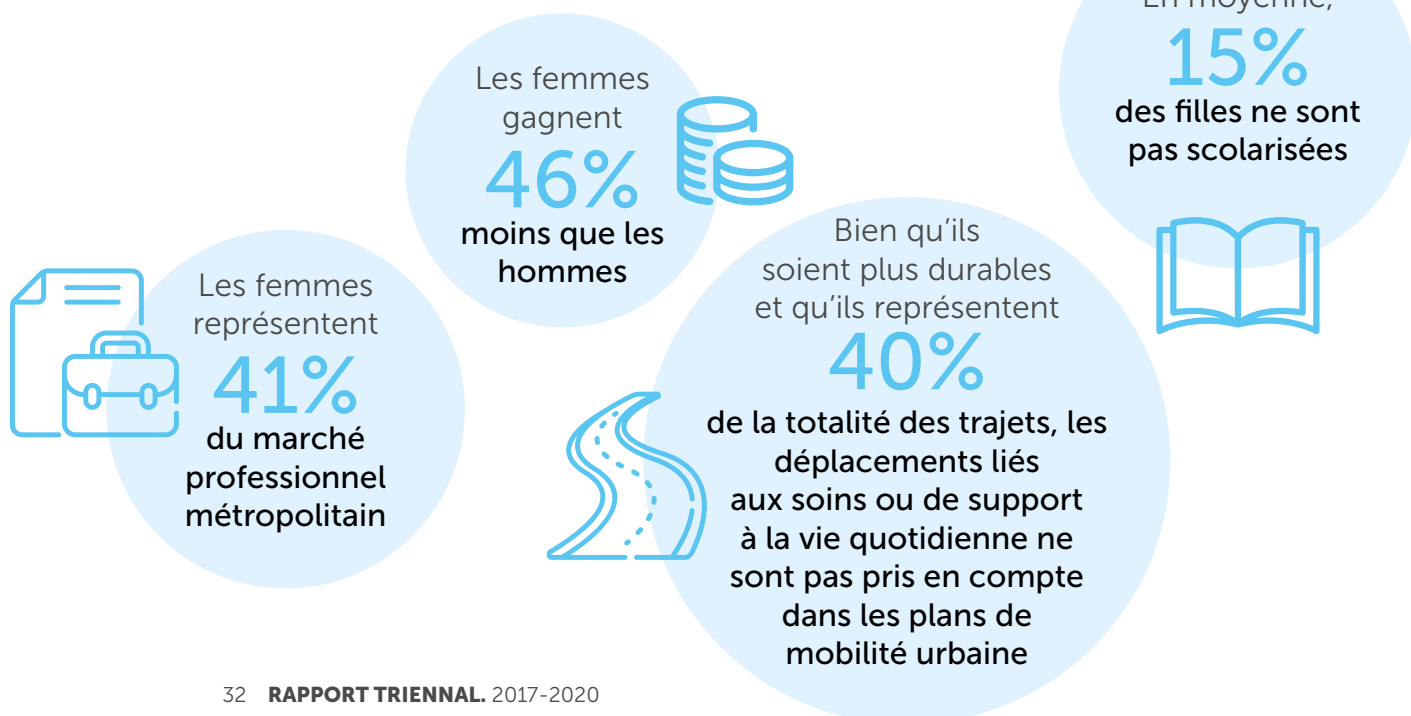 En moyenne,
15%
des filles ne sont
pas scolarisées
Les femmes
gagnent
46%
moins que les
hommes
Les femmes
représentent
41%
du marché
professionnel
métropolitain
Bien qu’ils
soient plus durables
et qu’ils représentent
40%
de la totalité des trajets, les
déplacements liés
aux soins ou de support
à la vie quotidienne ne
sont pas pris en compte
dans les plans de
mobilité urbaine
32 RAPPORT TRIENNAL. 2017-2020